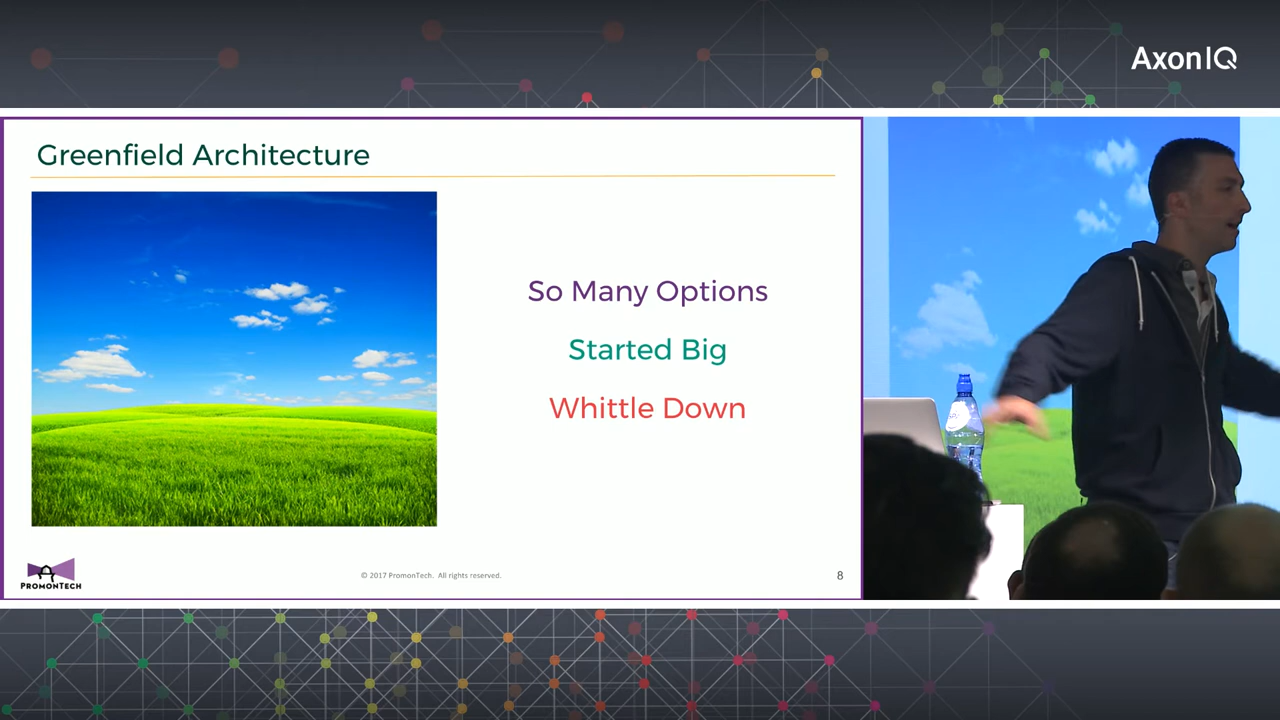 AxonIQ
Greenfield Architecture
So Many Options
Started Big
Whittle Down
PROMONTECH
© 2017 PromonTech. All rights reserved.
8